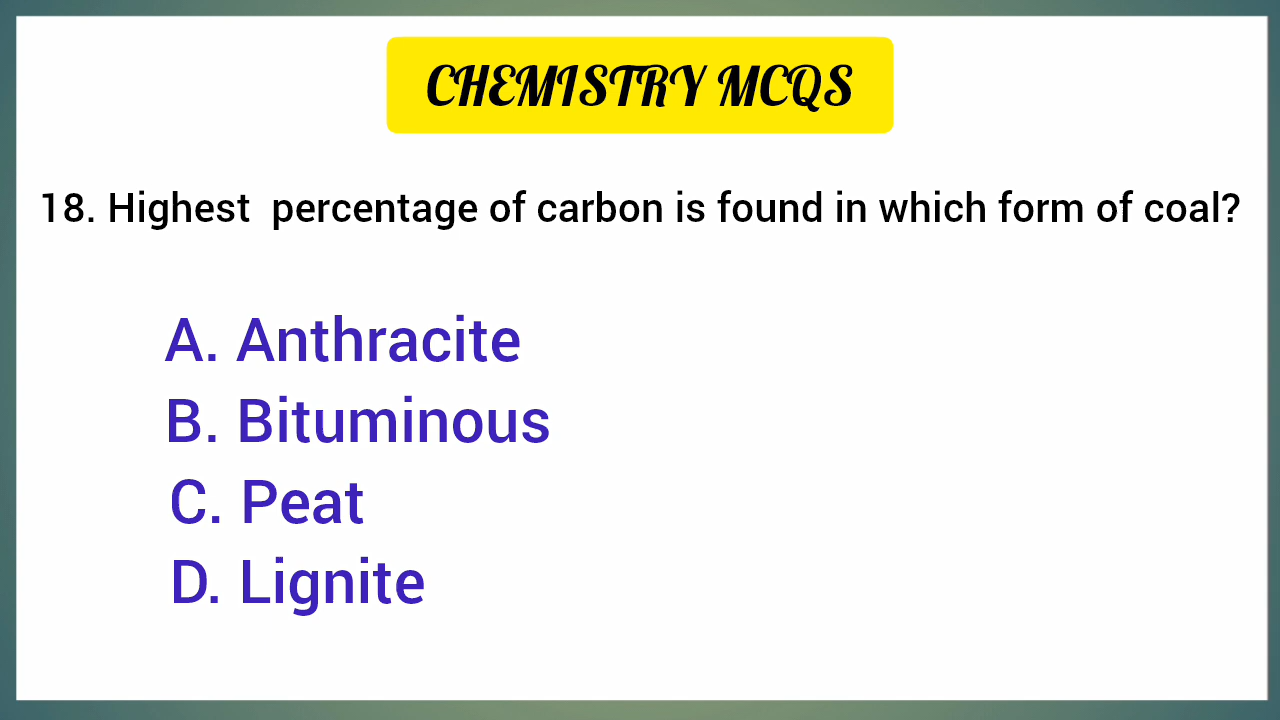 CHEMISTRY MCQS
18. Highest percentage of carbon is found in which form of coal?
A. Anthracite
B. Bituminous
C. Peat
D. Lignite